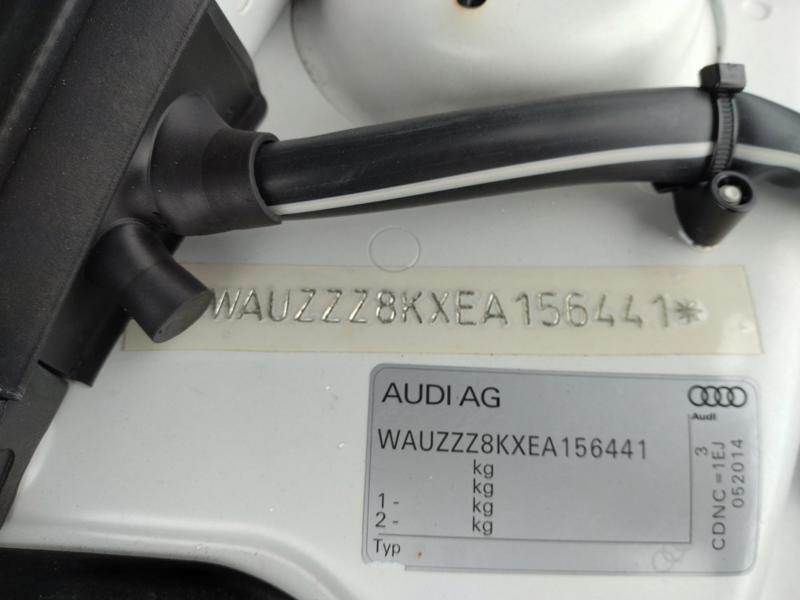 WAUZZZ8KXEA156441*
AUDI AG
Audi
WAUZZZ8KXEA156441
kg
kg
1 - kg
2 - kg
Typ
3
CDNC=1EJ
052014